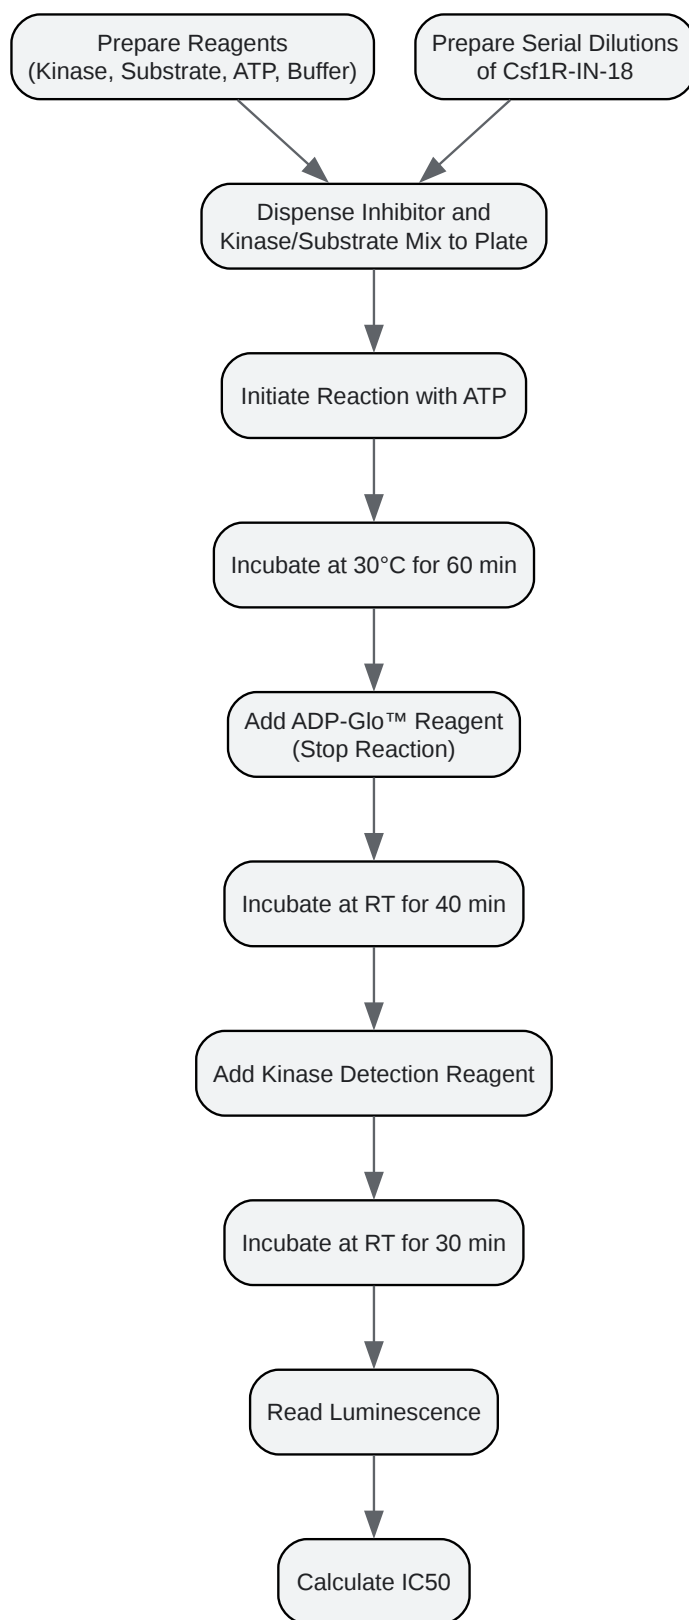 Prepare Reagents
(Kinase, Substrate, ATP, Buffer)
Prepare Serial Dilutions
of Csf1R-IN-18
Dispense Inhibitor and
Kinase/Substrate Mix to Plate
Initiate Reaction with ATP
Incubate at 30°C for 60 min
Add ADP-Glo™ Reagent
(Stop Reaction)
Incubate at RT for 40 min
Add Kinase Detection Reagent
Incubate at RT for 30 min
Read Luminescence
Calculate IC50